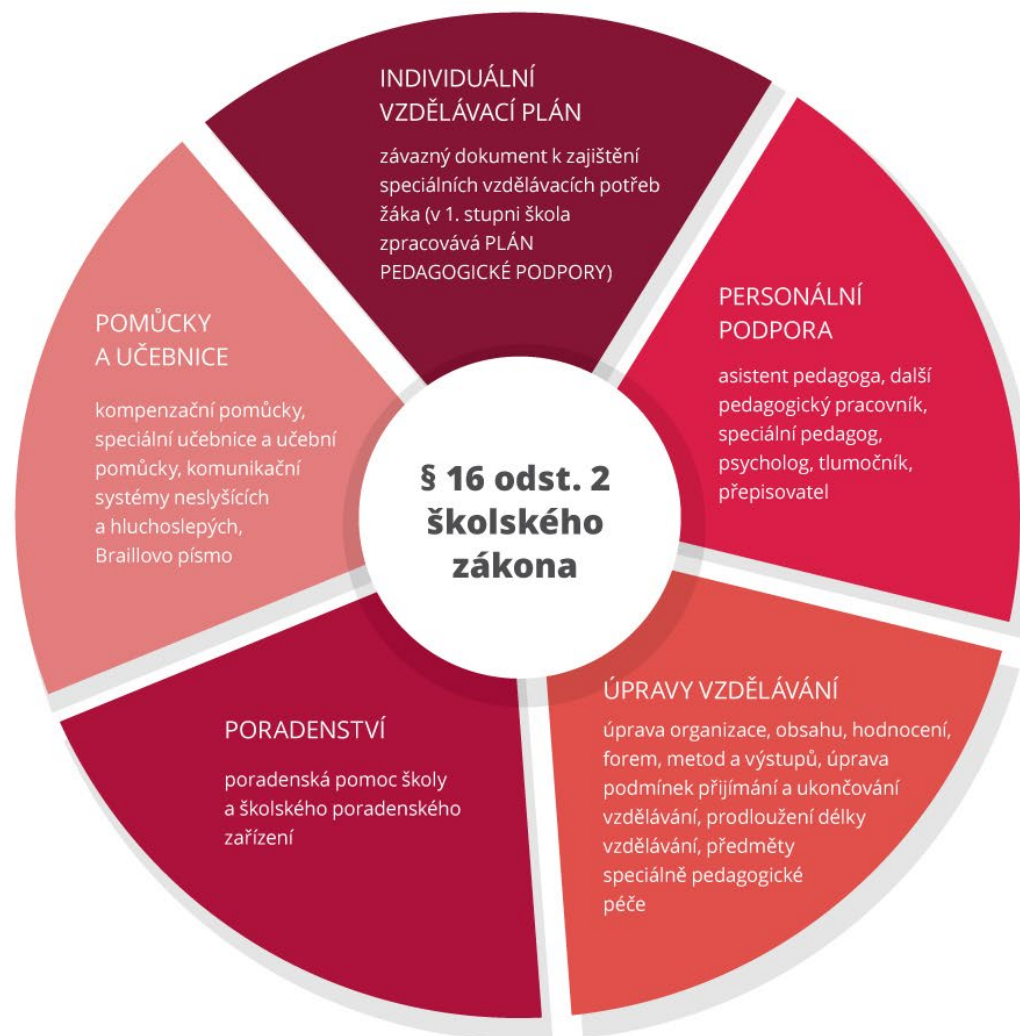 INDIVIDUÁLNÍ
VZDĚLÁVACÍ PLÁN
závazný dokument k zajištění
speciálních vzdělávacích potřeb
žáka (v 1. stupni škola
zpracovává PLÁN
PEDAGOGICKÉ PODPORY)
PERSONÁLNÍ
PODPORA
asistent pedagoga, další
pedagogický pracovník,
speciální pedagog,
psycholog, tlumočník,
přepisovatel
ÚPRAVY VZDĚLÁVÁNÍ
úprava organizace, obsahu, hodnocení,
forem, metod a výstupů, úprava
podmínek přijímání a ukončování
vzdělávání, prodloužení délky
vzdělávání, předměty
speciálně pedagogické
péče
PORADENSTVÍ
poradenská pomoc školy
a školského poradenského
zařízení
POMŮCKY
A UČEBNICE
kompenzační pomůcky,
speciální učebnice a učební
pomůcky, komunikační
systémy neslyšících
a hluchoslepých,
Braillovo písmo
§ 16 odst. 2
školského
zákona